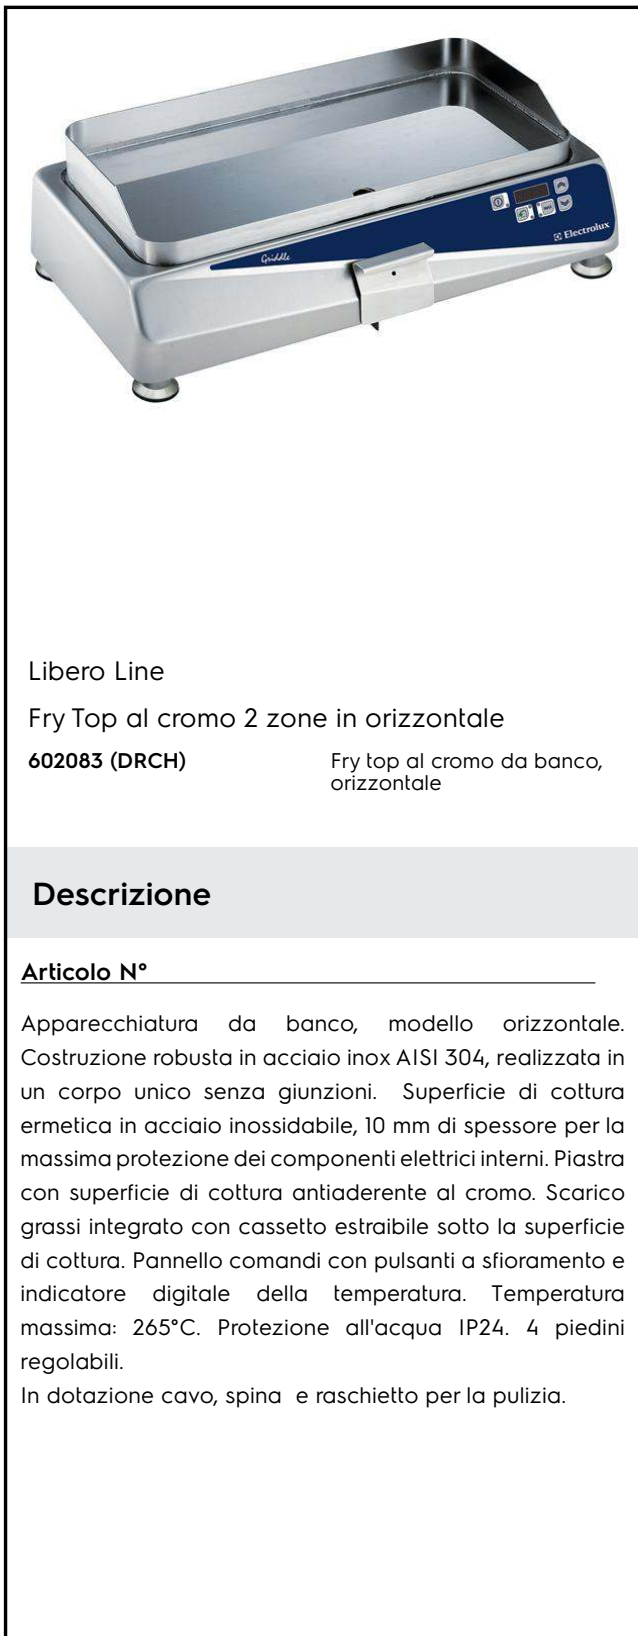 Griddle
Electrolux
Libero Line
Fry Top al cromo 2 zone in orizzontale
602083 (DRCH) Fry top al cromo da banco,
orizzontale
Descrizione
Articolo N°
Apparecchiatura da banco, modello orizzontale.
Costruzione robusta in acciaio inox AISI 304, realizzata in
un corpo unico senza giunzioni. Superficie di cottura
ermetica in acciaio inossidabile, 10 mm di spessore per la
massima protezione dei componenti elettrici interni. Piastra
con superficie di cottura antiaderente al cromo. Scarico
grassi integrato con cassetto estraibile sotto la superficie
di cottura. Pannello comandi con pulsanti a sfioramento e
indicatore digitale della temperatura. Temperatura
massima: 265°C. Protezione all'acqua IP24. 4 piedini
regolabili.
In dotazione cavo, spina e raschietto per la pulizia.